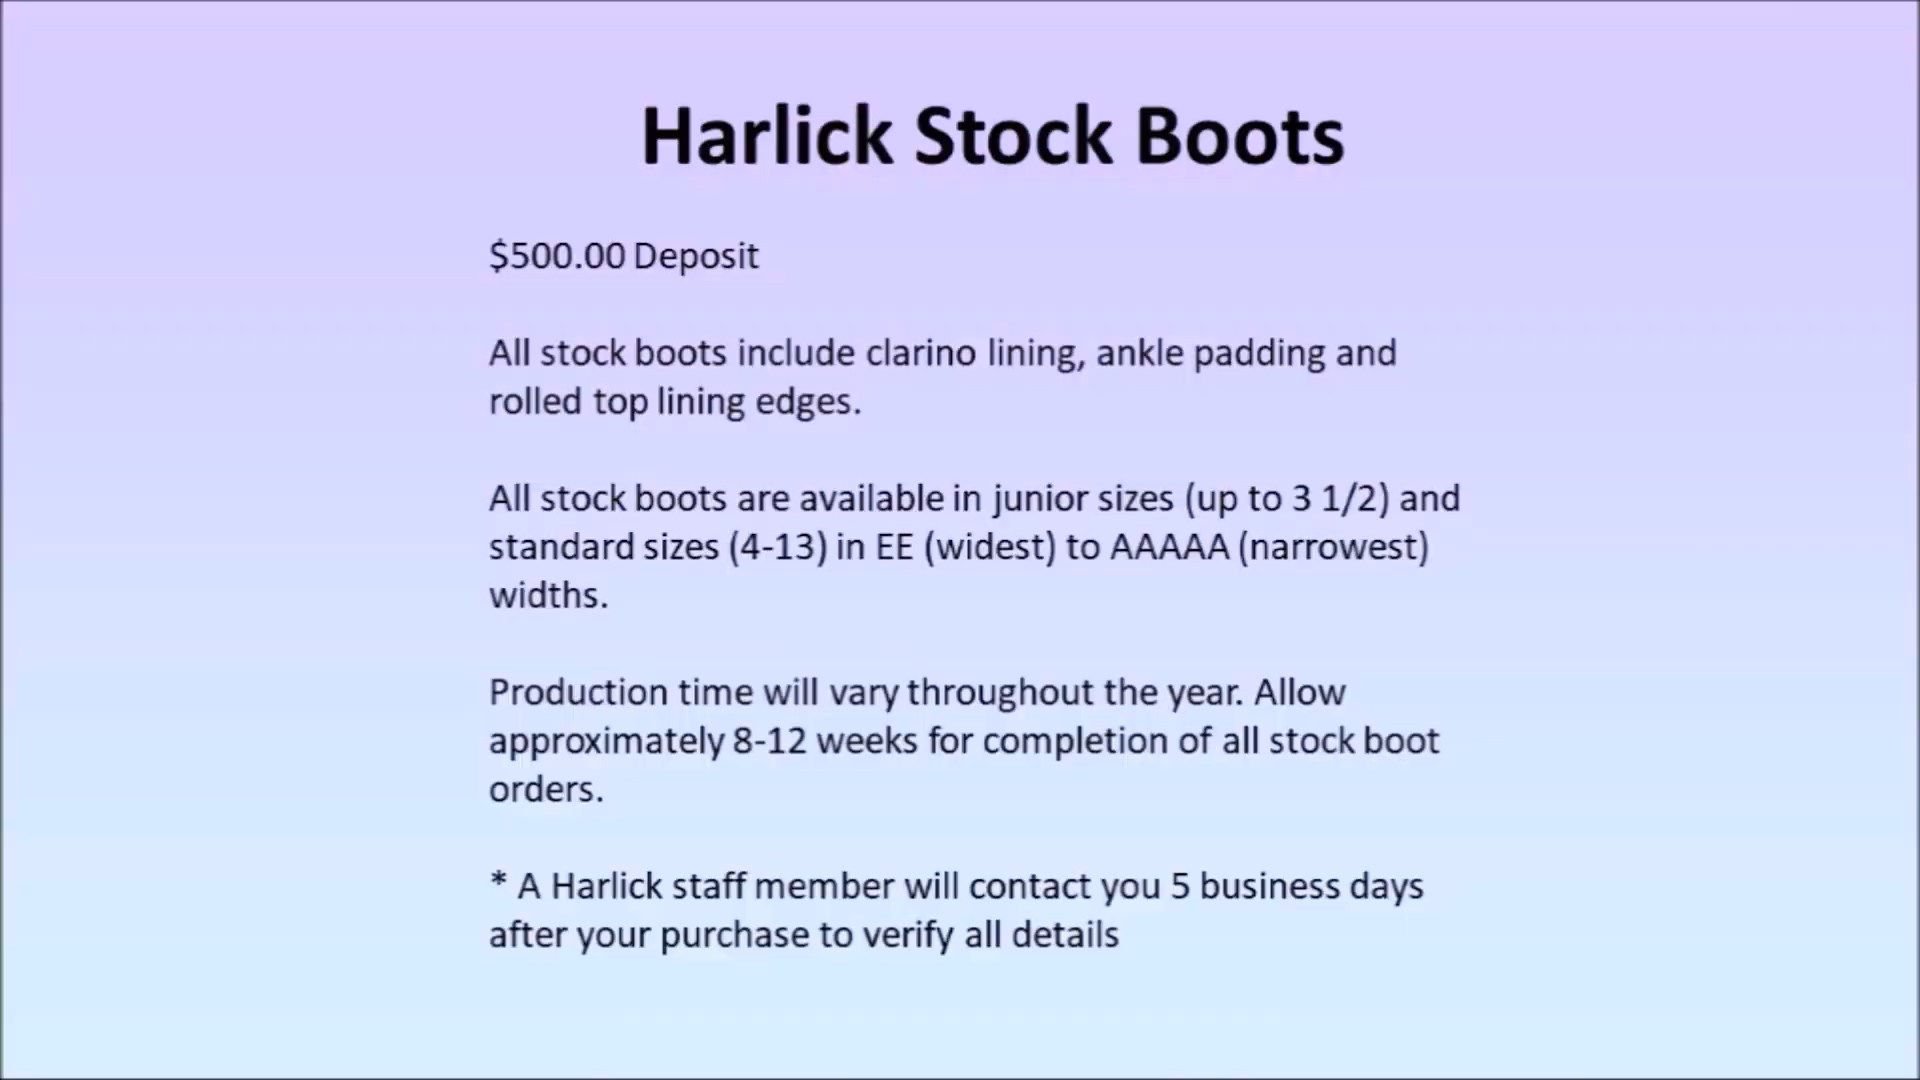 Harlick Stock Boots
$500.00 Deposit
All stock boots include clarino lining, ankle padding and
rolled top lining edges.
All stock boots are available in junior sizes (up to 3 1/2) and
standard sizes (4-13) in EE (widest) to AAAAA (narrowest)
widths.
Production time will vary throughout the year. Allow
approximately 8-12 weeks for completion of all stock boot
orders.
* A Harlick staff member will contact you 5 business days
after your purchase to verify all details